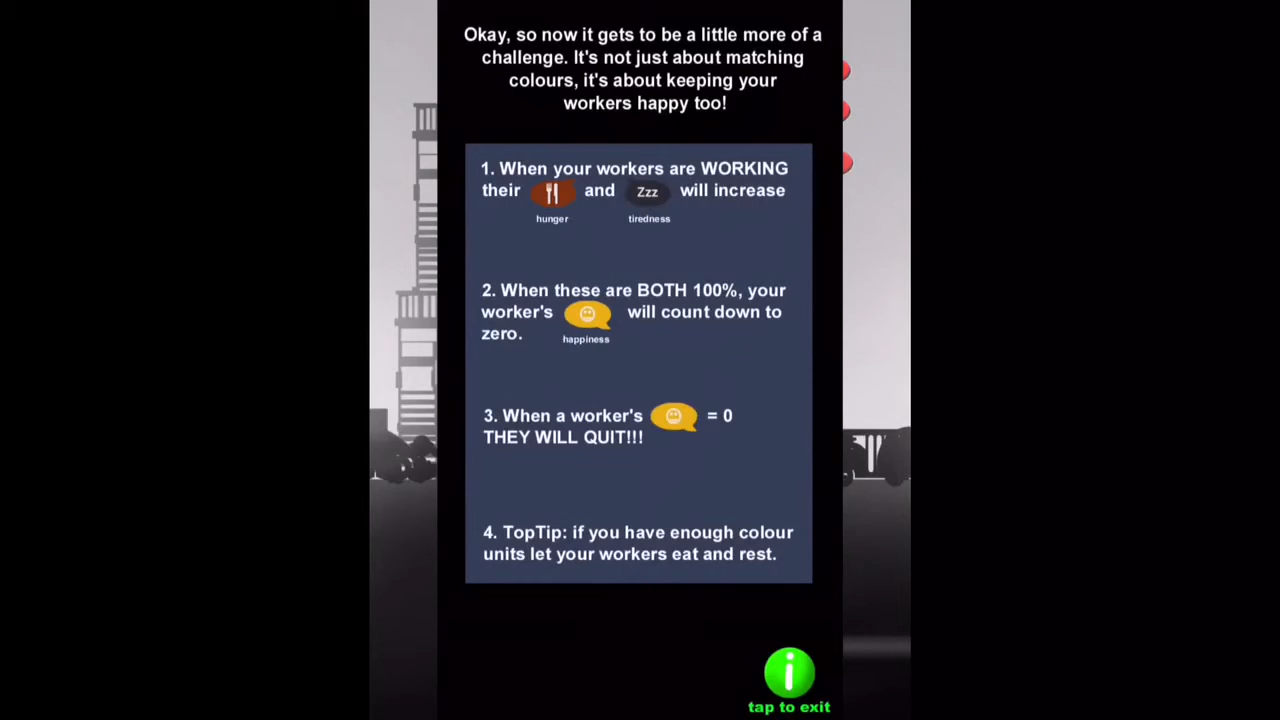 Okay, so now it gets to be a little more of a
challenge. It's not just about matching
colours, it's about keeping your
workers happy too!
1. When your workers are WORKING
their and Zzz will increase
hunger tiredness
2. When these are BOTH 100%, your
worker's will count down to
zero.
happiness
3. When a worker's = 0
THEY WILL QUIT!!!
4. TopTip: if you have enough colour
units let your workers eat and rest.
i
tap to exit